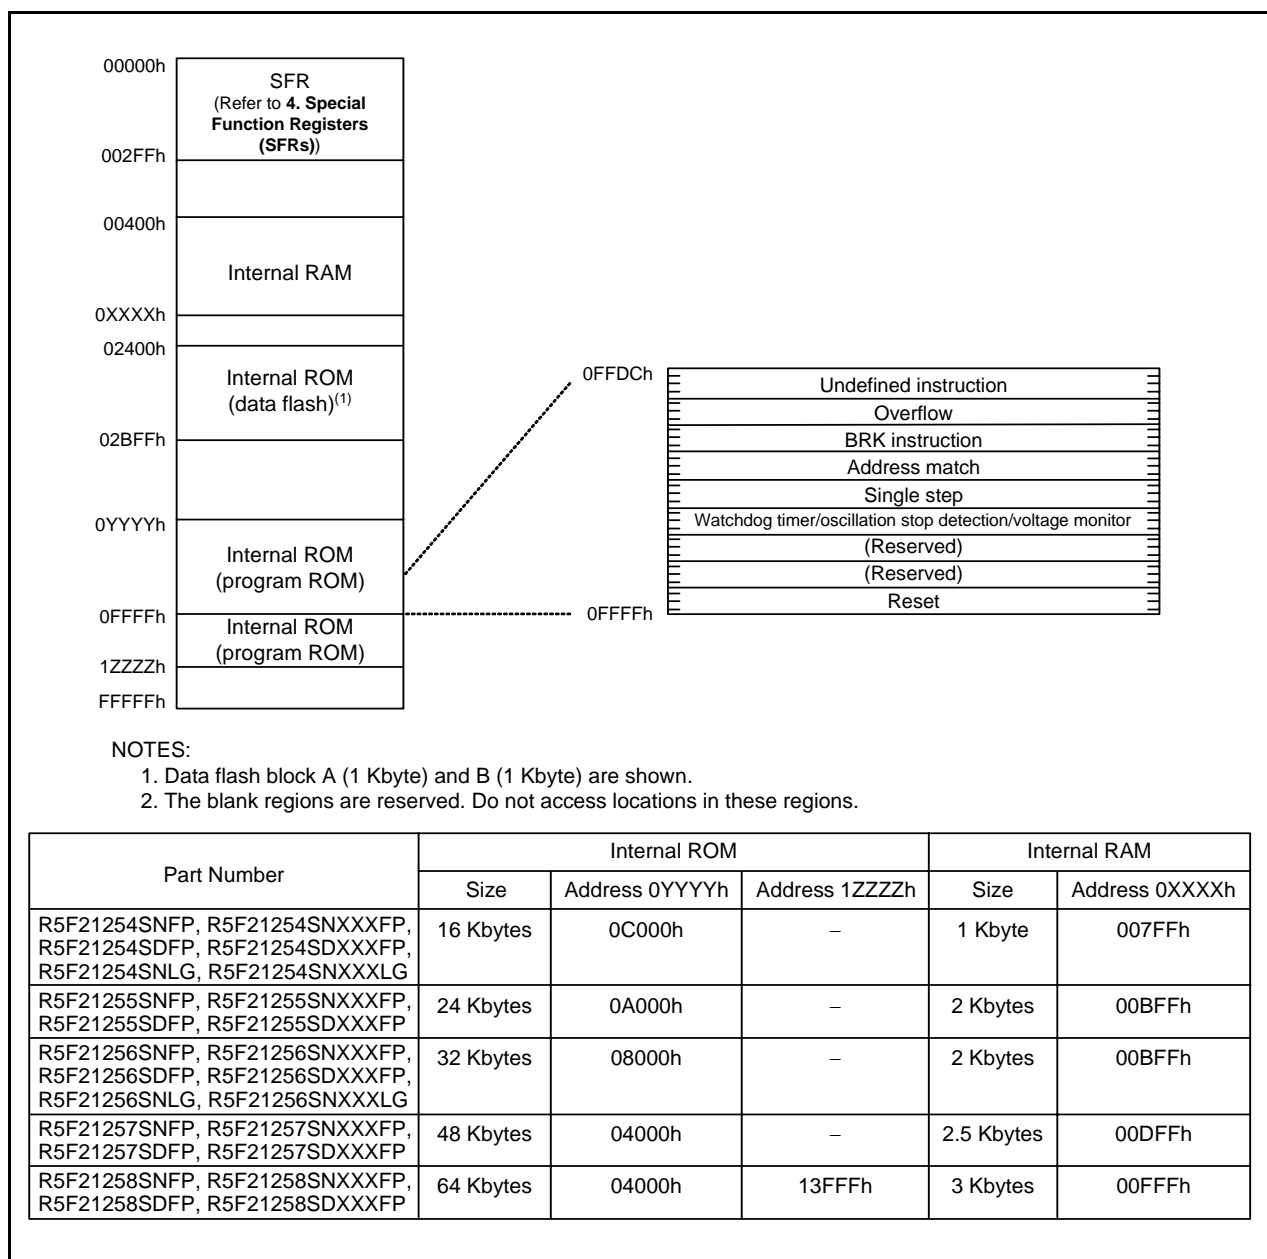 00000h
SFR
(Refer to 4. Special
Function Registers
(SFRs))
002FFh
00400h
Internal RAM
0XXXXh
02400h
Internal ROM
(data flash)(1)
02BFFh
0YYYYh
Internal ROM
(program ROM)
0FFFFh
Internal ROM
(program ROM)
1ZZZZh
FFFFFh
0FFDCh
Undefined instruction
Overflow
BRK instruction
Address match
Single step
Watchdog timer/oscillation stop detection/voltage monitor
(Reserved)
(Reserved)
0FFFFh
Reset
NOTES:
1. Data flash block A (1 Kbyte) and B (1 Kbyte) are shown.
2. The blank regions are reserved. Do not access locations in these regions.
Part Number
Internal ROM
Internal RAM
Size Address 0YYYYh Address 1ZZZZh Size Address 0XXXXh
R5F21254SNFP, R5F21254SNXXXFP,
R5F21254SDFP, R5F21254SDXXXFP,
R5F21254SNLG, R5F21254SNXXXLG
16 Kbytes 0C000h − 1 Kbyte 007FFh
R5F21255SNFP, R5F21255SNXXXFP,
R5F21255SDFP, R5F21255SDXXXFP
24 Kbytes 0A000h − 2 Kbytes 00BFFh
R5F21256SNFP, R5F21256SNXXXFP,
R5F21256SDFP, R5F21256SDXXXFP,
R5F21256SNLG, R5F21256SNXXXLG
32 Kbytes 08000h − 2 Kbytes 00BFFh
R5F21257SNFP, R5F21257SNXXXFP,
R5F21257SDFP, R5F21257SDXXXFP
48 Kbytes 04000h − 2.5 Kbytes 00DFFh
R5F21258SNFP, R5F21258SNXXXFP,
R5F21258SDFP, R5F21258SDXXXFP
64 Kbytes 04000h 13FFFh 3 Kbytes 00FFFh